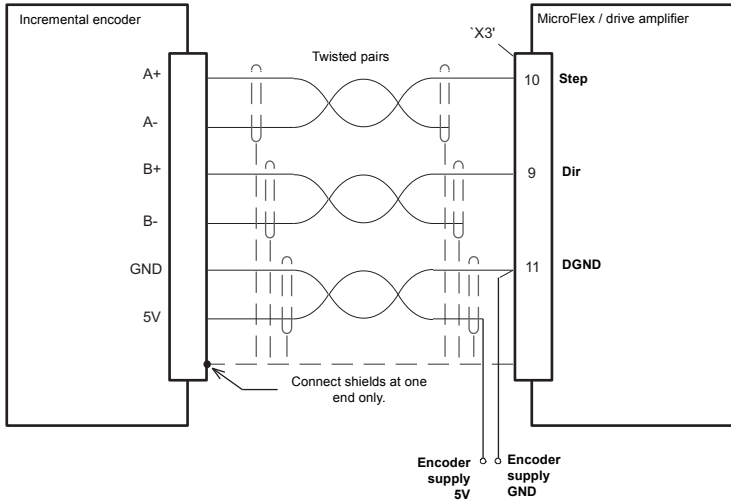 Incremental encoder
MicroFlex / drive amplifier
`X3'
Twisted pairs
A+
10
Step
A-
B+
9
Dir
B-
GND
11
DGND
5V
Connect shields at one
end only.
Encoder
supply
5V
Encoder
supply
GND